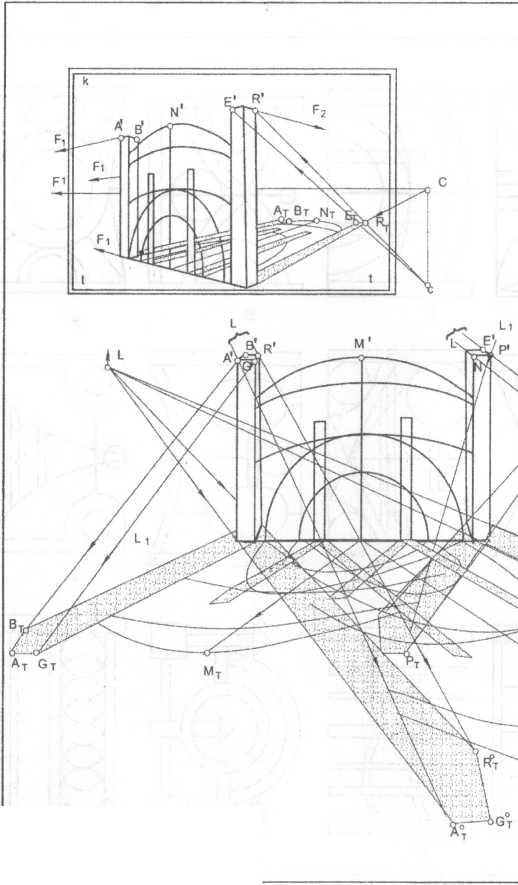 k
N'
E' R'
F2
A' B'
F1
F1
F1
C
AT BT NT ET RT
F1
t t
L
B'
A' R'
G'
M'
L
L1
E'
P'
N'
L
L1
BT
AT GT
MT
PT
R°T
A°T G°T